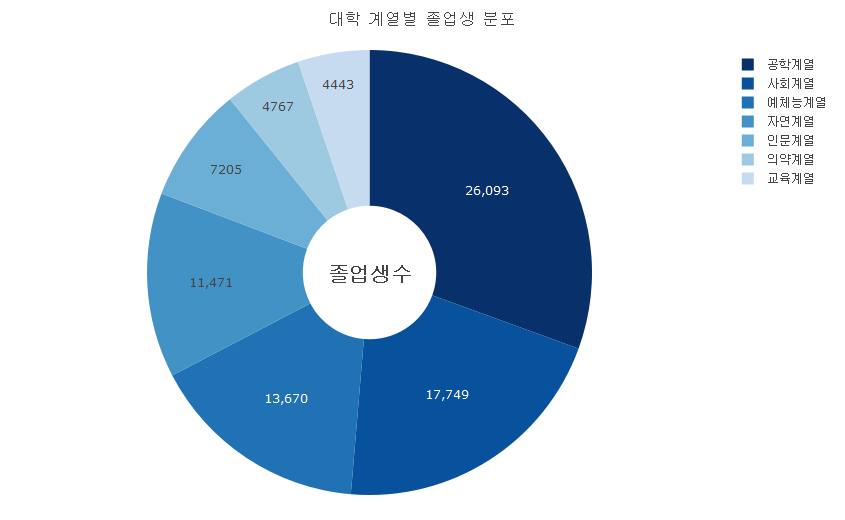 대학 계열별 졸업생 분포
공학계열
사회계열
예체능계열
자연계열
인문계열
의약계열
교육계열
4443
4767
7205
26,093
11,471
졸업생수
17,749
13,670